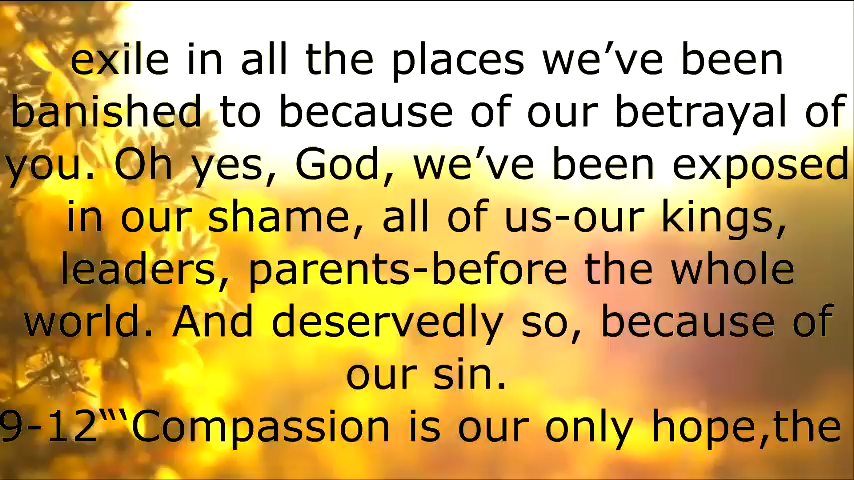 exile in all the places we’ve been
banished to because of our betrayal of
you. Oh yes, God, we’ve been exposed
in our shame, all of us-our kings,
leaders, parents-before the whole
world. And deservedly so, because of
our sin.
9-12“‘Compassion is our only hope,the